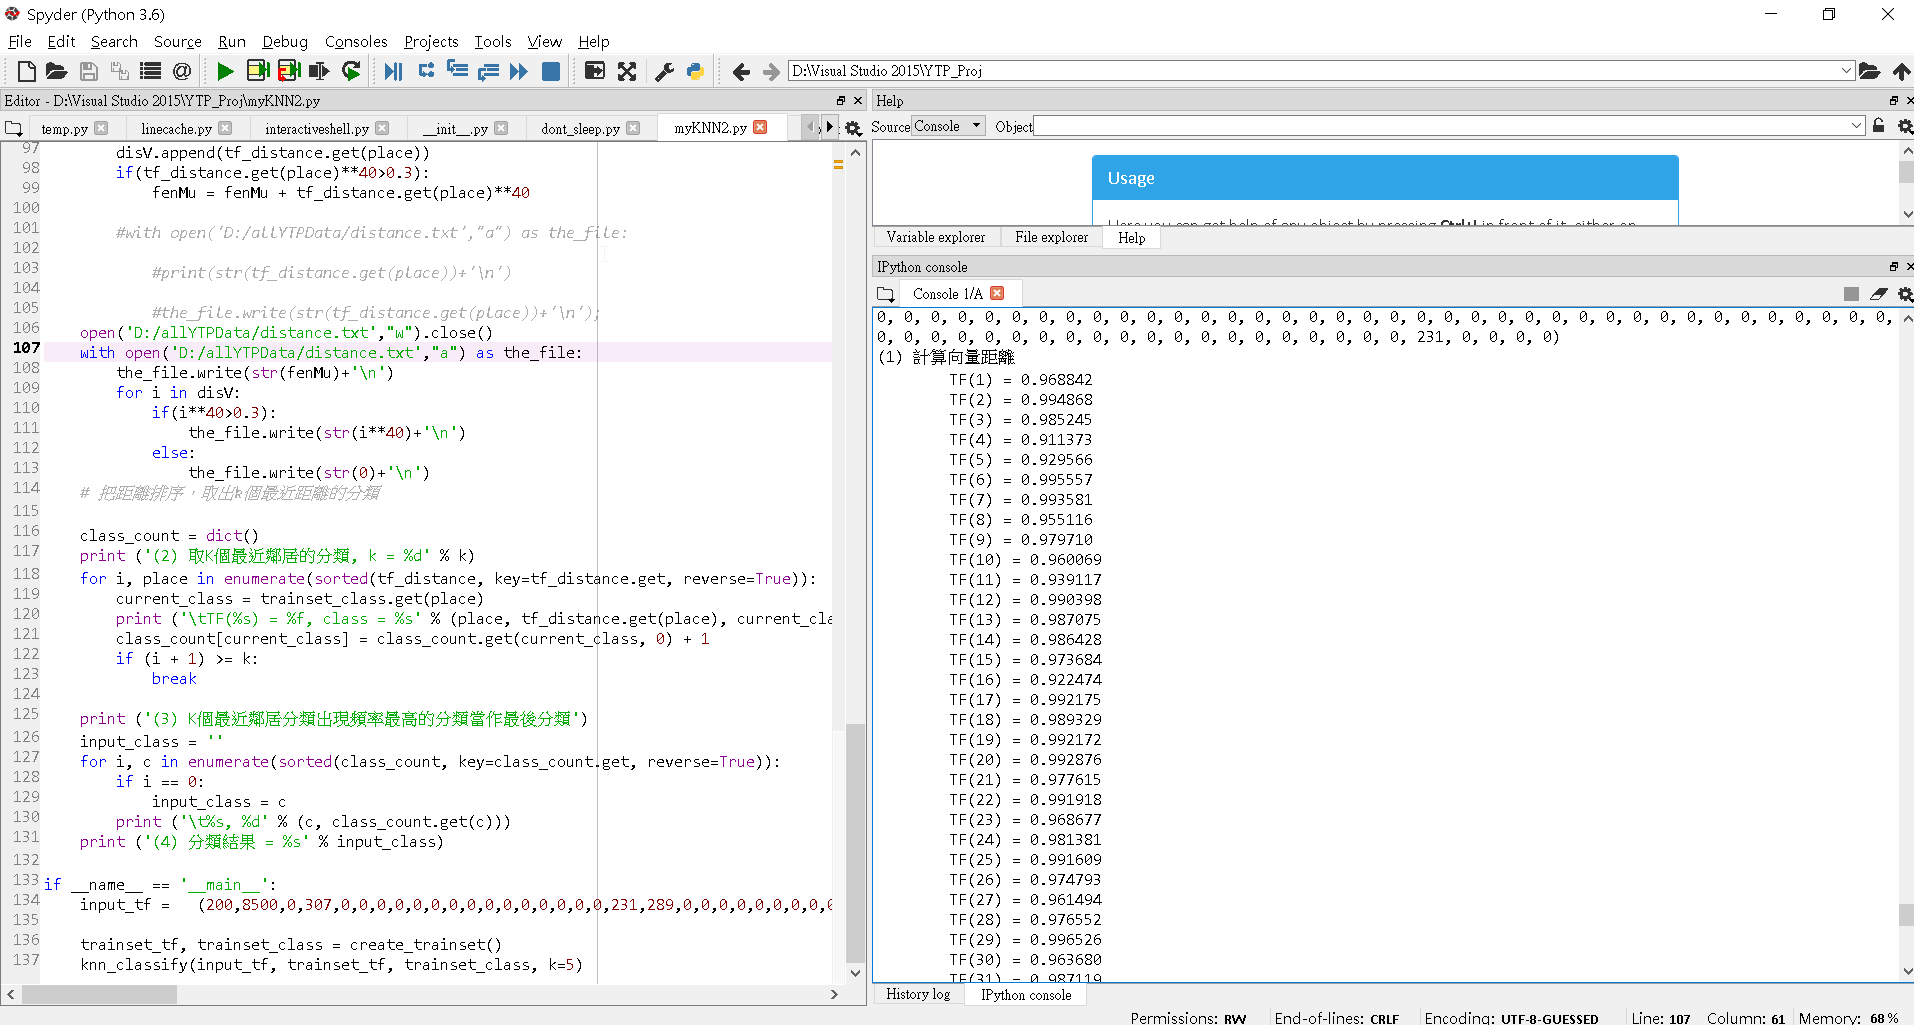 Spyder (Python 3.6)
File Edit Search Source Run Debug Consoles Projects Tools View Help
D:\Visual Studio 2015\YTP_Proj
Editor - D:\Visual Studio 2015\YTP_Proj\myKNN2.py
temp.py linecache.py interactiveshell.py __init__.py dont_sleep.py myKNN2.py
97 disV.append(tf_distance.get(place))
98 if(tf_distance.get(place)**40>0.3):
99 fenMu = fenMu + tf_distance.get(place)**40
100
101 #with open('D:/allYTPData/distance.txt',"a") as the_file:
102
103 #print(str(tf_distance.get(place))+'\n')
104
105 #the_file.write(str(tf_distance.get(place))+'\n');
106 open('D:/allYTPData/distance.txt',"w").close()
107 with open('D:/allYTPData/distance.txt',"a") as the_file:
108 the_file.write(str(fenMu)+'\n')
109 for i in disV:
110 if(i**40>0.3):
111 the_file.write(str(i**40)+'\n')
112 else:
113 the_file.write(str(0)+'\n')
114 # 把距離排序，取出k個最近距離的分類
115
116 class_count = dict()
117 print ('(2) 取K個最近鄰居的分類, k = %d' % k)
118 for i, place in enumerate(sorted(tf_distance, key=tf_distance.get, reverse=True)):
119 current_class = trainset_class.get(place)
120 print ('\tTF(%s) = %f, class = %s' % (place, tf_distance.get(place), current_cla
121 class_count[current_class] = class_count.get(current_class, 0) + 1
122 if (i + 1) >= k:
123 break
124
125 print ('(3) K個最近鄰居分類出現頻率最高的分類當作最後分類')
126 input_class = ''
127 for i, c in enumerate(sorted(class_count, key=class_count.get, reverse=True)):
128 if i == 0:
129 input_class = c
130 print ('\t%s, %d' % (c, class_count.get(c)))
131 print ('(4) 分類結果 = %s' % input_class)
132
133 if __name__ == '__main__':
134 input_tf = (200,8500,0,307,0,0,0,0,0,0,0,0,0,0,0,0,0,0,0,231,289,0,0,0,0,0,0,0,0
135
136 trainset_tf, trainset_class = create_trainset()
137 knn_classify(input_tf, trainset_tf, trainset_class, k=5)
Help
Source Console Object
Usage
Variable explorer File explorer Help
IPython console
Console 1/A
0, 0, 0, 0, 0, 0, 0, 0, 0, 0, 0, 0, 0, 0, 0, 0, 0, 0, 0, 0, 0, 0, 0, 0, 0, 0, 0, 0, 0, 0, 0, 0, 0, 0, 0, 0, 0, 0,
0, 0, 0, 0, 0, 0, 0, 0, 0, 0, 0, 0, 0, 0, 0, 0, 0, 0, 0, 0, 231, 0, 0, 0, 0)
(1) 計算向量距離
TF(1) = 0.968842
TF(2) = 0.994868
TF(3) = 0.985245
TF(4) = 0.911373
TF(5) = 0.929566
TF(6) = 0.995557
TF(7) = 0.993581
TF(8) = 0.955116
TF(9) = 0.979710
TF(10) = 0.960069
TF(11) = 0.939117
TF(12) = 0.990398
TF(13) = 0.987075
TF(14) = 0.986428
TF(15) = 0.973684
TF(16) = 0.922474
TF(17) = 0.992175
TF(18) = 0.989329
TF(19) = 0.992172
TF(20) = 0.992876
TF(21) = 0.977615
TF(22) = 0.991918
TF(23) = 0.968677
TF(24) = 0.981381
TF(25) = 0.991609
TF(26) = 0.974793
TF(27) = 0.961494
TF(28) = 0.976552
TF(29) = 0.996526
TF(30) = 0.963680
TF(31) = 0.987119
History log IPython console
Permissions: RW End-of-lines: CRLF Encoding: UTF-8-GUESSED Line: 107 Column: 61 Memory: 68 %